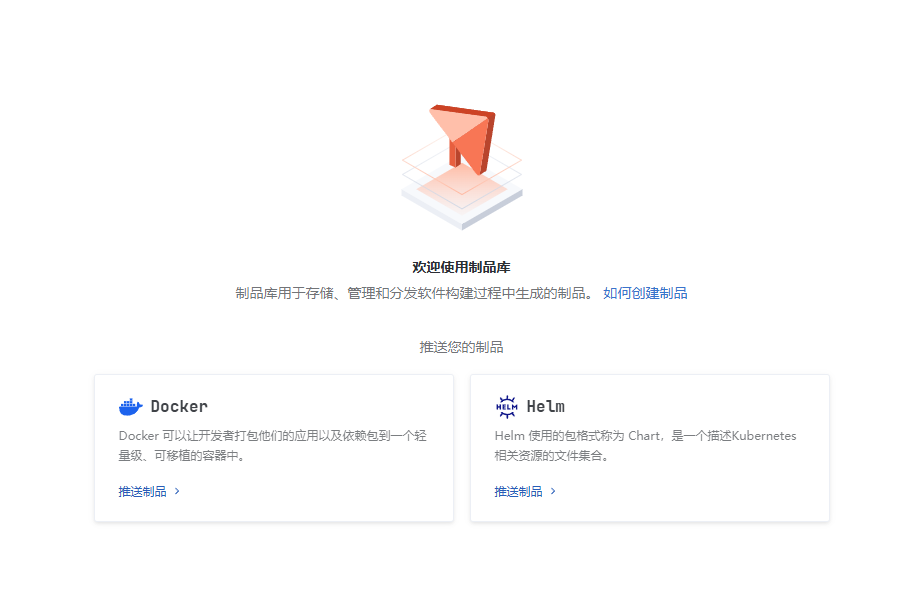 欢迎使用制品库
制品库用于存储、管理和分发软件构建过程中生成的制品。 如何创建制品
推送您的制品
Docker
Docker 可以让开发者打包他们的应用以及依赖包到一个轻
量级、可移植的容器中。
推送制品
HELM Helm
Helm 使用的包格式称为 Chart，是一个描述Kubernetes
相关资源的文件集合。
推送制品